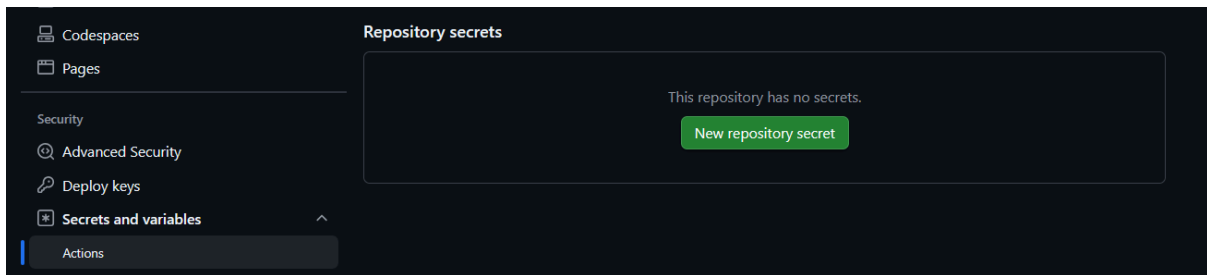 Codespaces
Pages
Security
Advanced Security
Deploy keys
Secrets and variables
Actions
Repository secrets
This repository has no secrets.
New repository secret